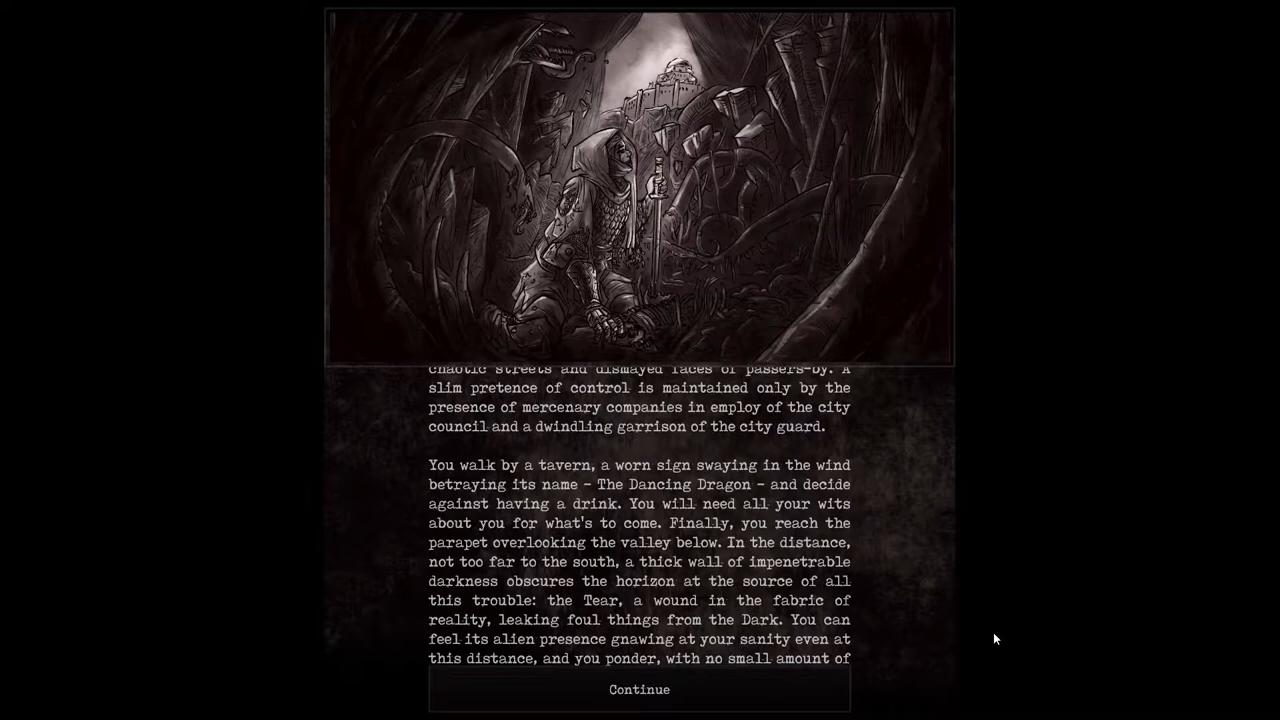 chaotic streets and dismayed faces of passers-by. A
slim pretence of control is maintained only by the
presence of mercenary companies in employ of the city
council and a dwindling garrison of the city guard.
You walk by a tavern, a worn sign swaying in the wind
betraying its name – The Dancing Dragon – and decide
against having a drink. You will need all your wits
about you for what's to come. Finally, you reach the
parapet overlooking the valley below. In the distance,
not too far to the south, a thick wall of impenetrable
darkness obscures the horizon at the source of all
this trouble: the Tear, a wound in the fabric of
reality, leaking foul things from the Dark. You can
feel its alien presence gnawing at your sanity even at
this distance, and you ponder, with no small amount of
Continue